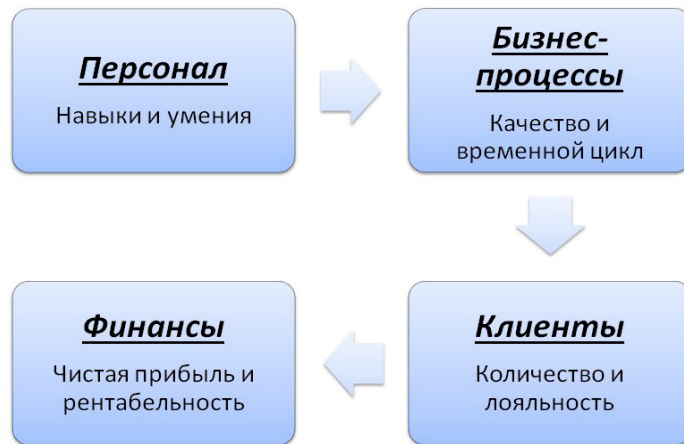 Персонал
Навыки и умения
Бизнес-
процессы
Качество и
временной цикл
Клиенты
Количество и
лояльность
Финансы
Чистая прибыль и
рентабельность